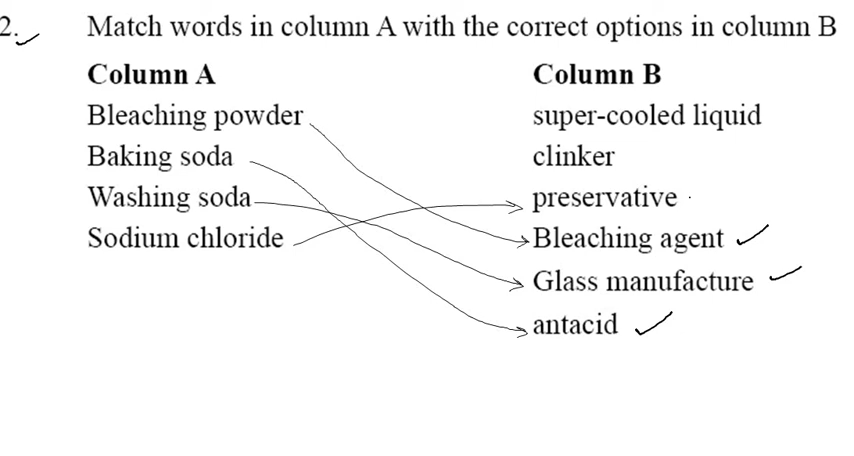 2. Match words in column A with the correct options in column B
Column A Column B
Bleaching powder super-cooled liquid
Baking soda clinker
Washing soda preservative
Sodium chloride Bleaching agent
Glass manufacture
antacid